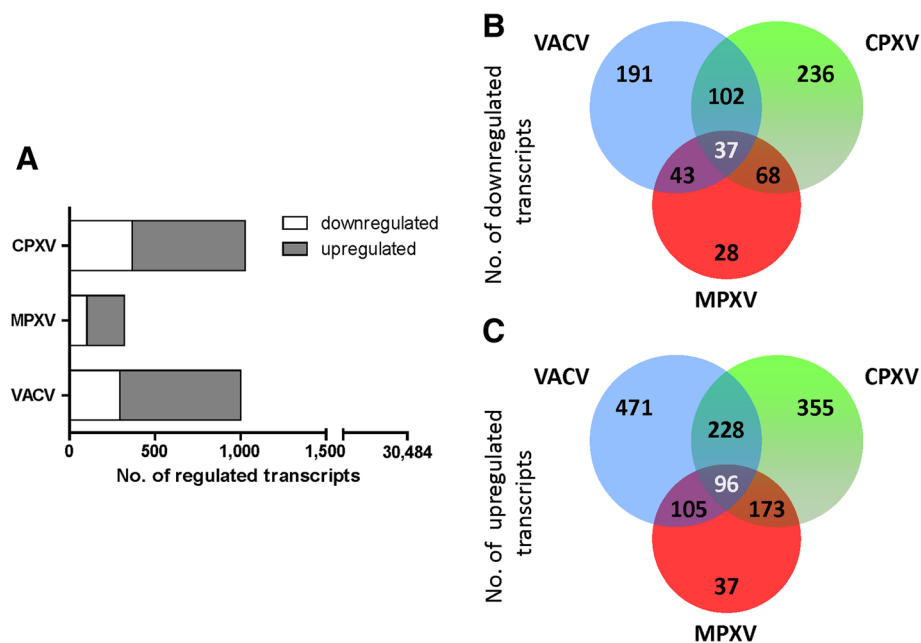 A
CPXV
MPXV
VACV
downregulated
upregulated
0 500 1,000 1,500 30,484
No. of regulated transcripts
B
No. of downregulated
transcripts
VACV
CPXV
191
236
102
37
43
68
28
MPXV
C
No. of upregulated
transcripts
VACV
CPXV
471
355
228
96
105
173
37
MPXV